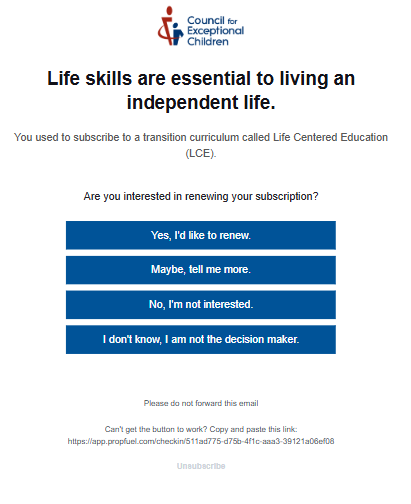 Council for
Exceptional
Children
Life skills are essential to living an
independent life.
You used to subscribe to a transition curriculum called Life Centered Education
(LCE).
Are you interested in renewing your subscription?
Yes, I'd like to renew.
Maybe, tell me more.
No, I'm not interested.
I don't know, I am not the decision maker.
Please do not forward this email
Can't get the button to work? Copy and paste this link:
https://app.propfuel.com/checkin/511ad775-d75b-4f1c-aaa3-39121a06ef08
Unsubscribe